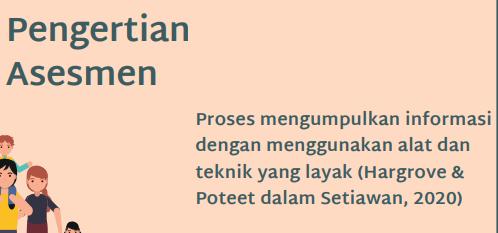 Pengertian
Asesmen
Proses mengumpulkan informasi
dengan menggunakan alat dan
teknik yang layak (Hargrove &
Poteet dalam Setiawan, 2020)